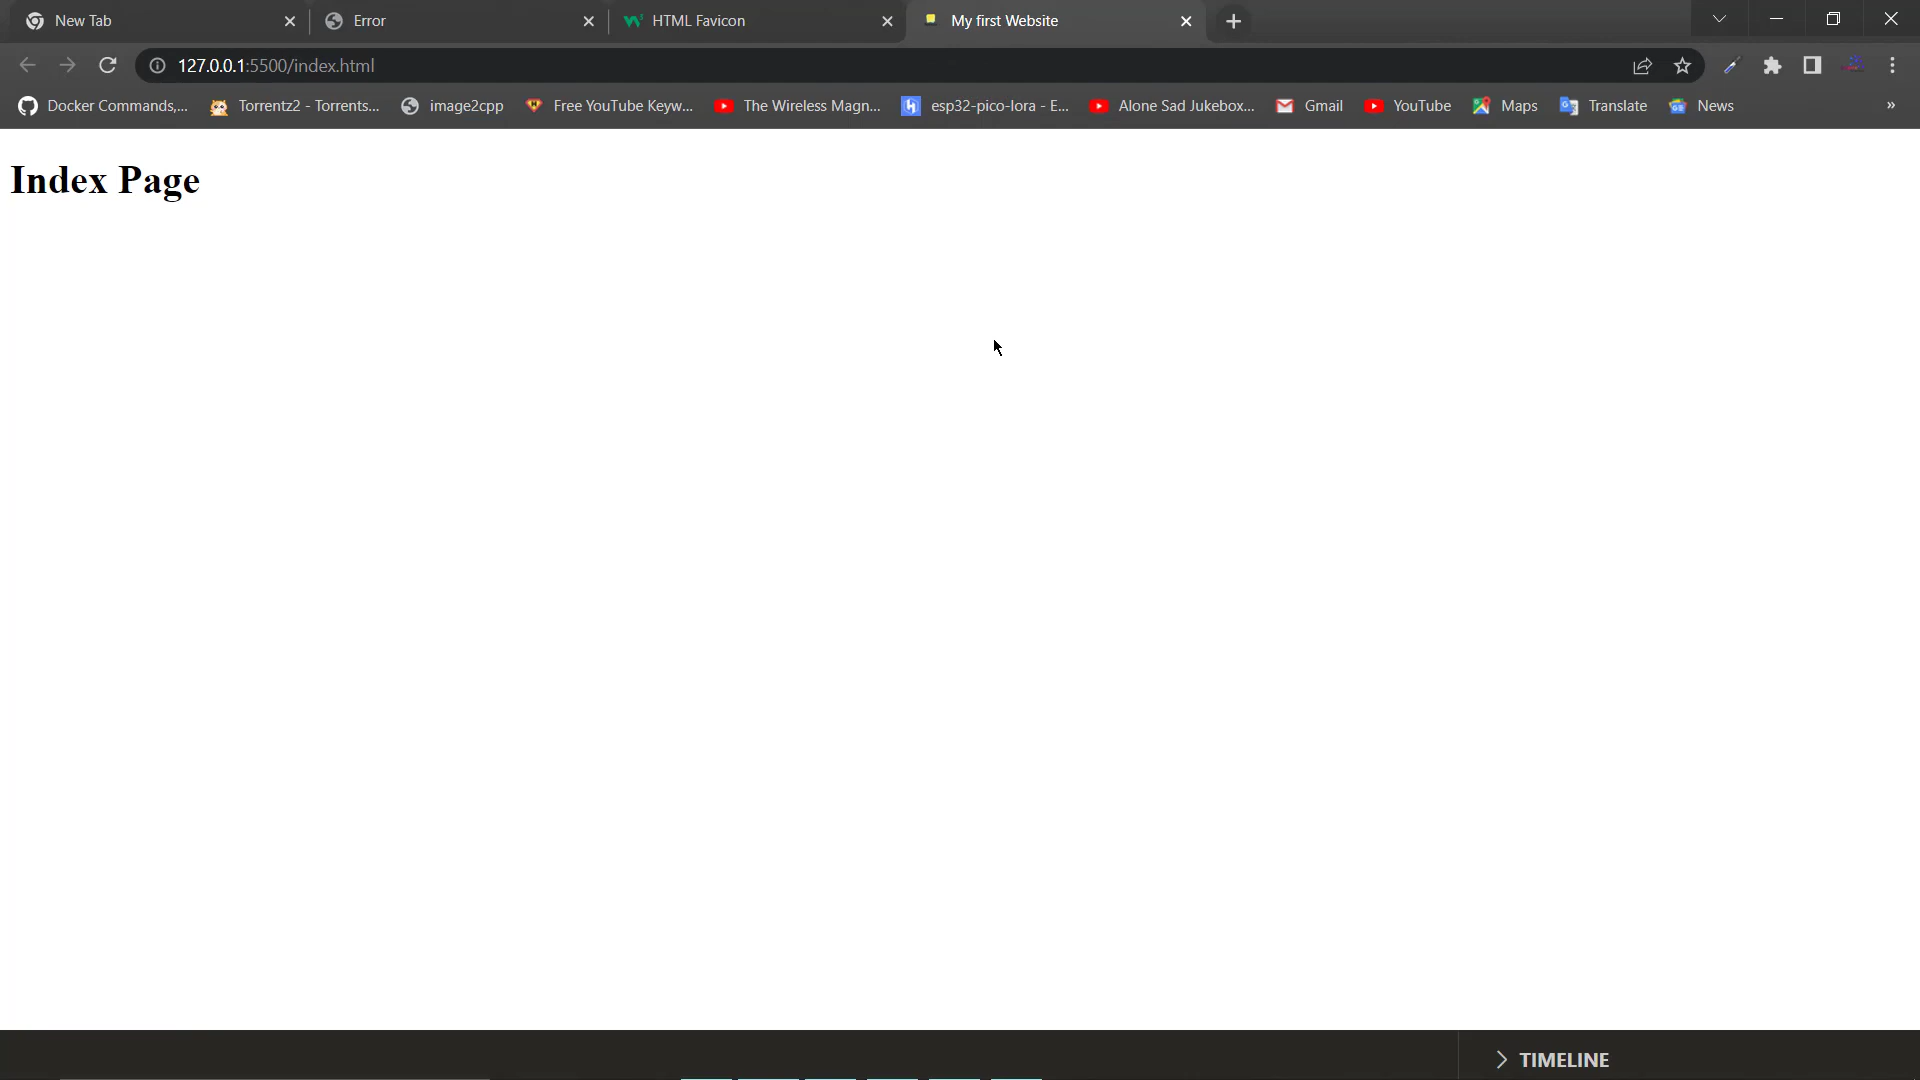 New Tab
Error
HTML Favicon
My first Website
127.0.0.1:5500/index.html
Docker Commands,...
Torrentz2 - Torrents...
image2cpp
Free YouTube Keyw...
The Wireless Magn...
esp32-pico-lora - E...
Alone Sad Jukebox...
Gmail
YouTube
Maps
Translate
News
»
Index Page
TIMELINE